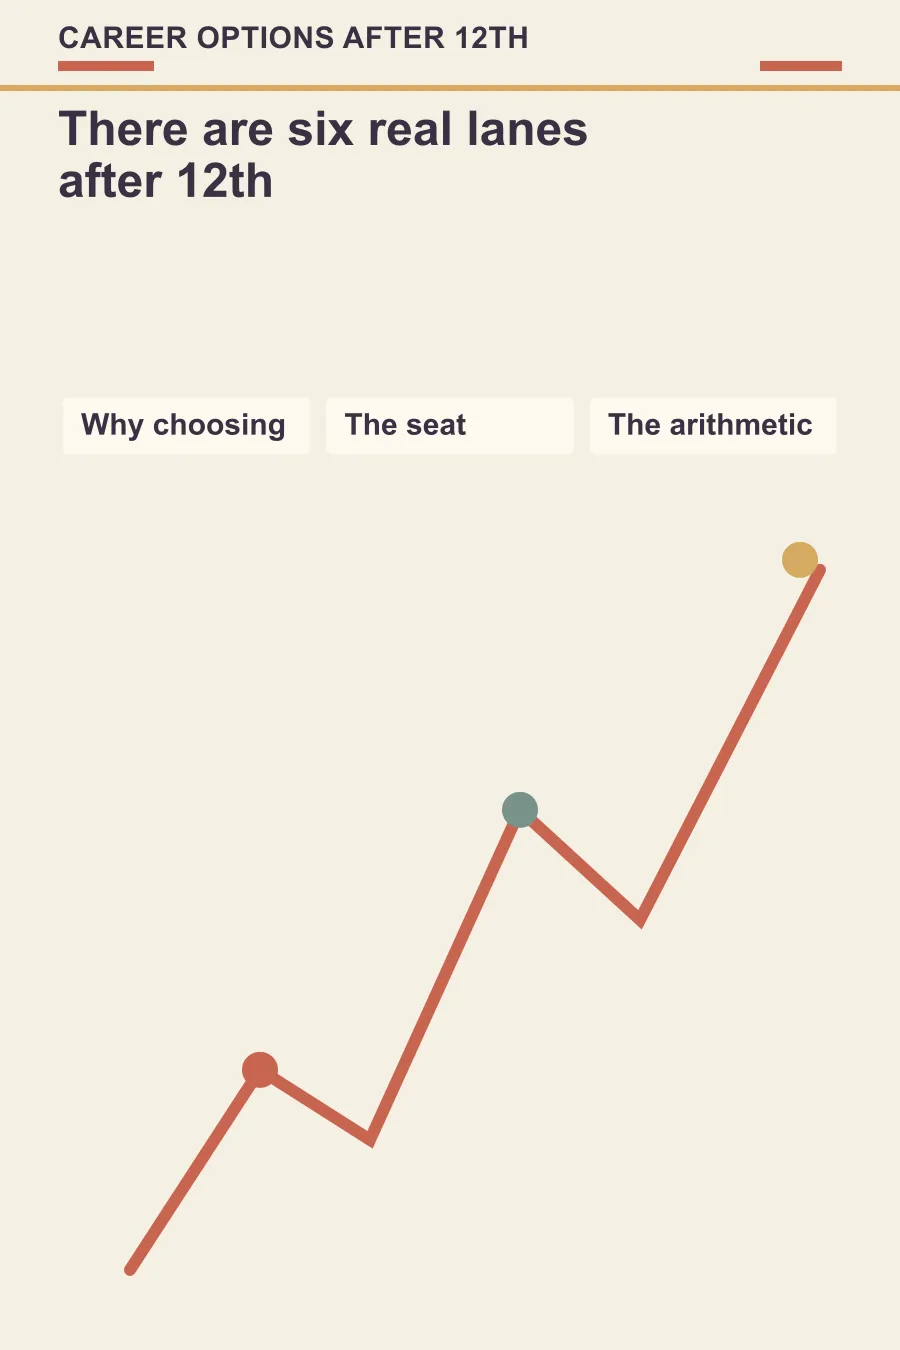 CAREER OPTIONS AFTER 12TH
There are six real lanes
after 12th
Why choosing
The seat
The arithmetic